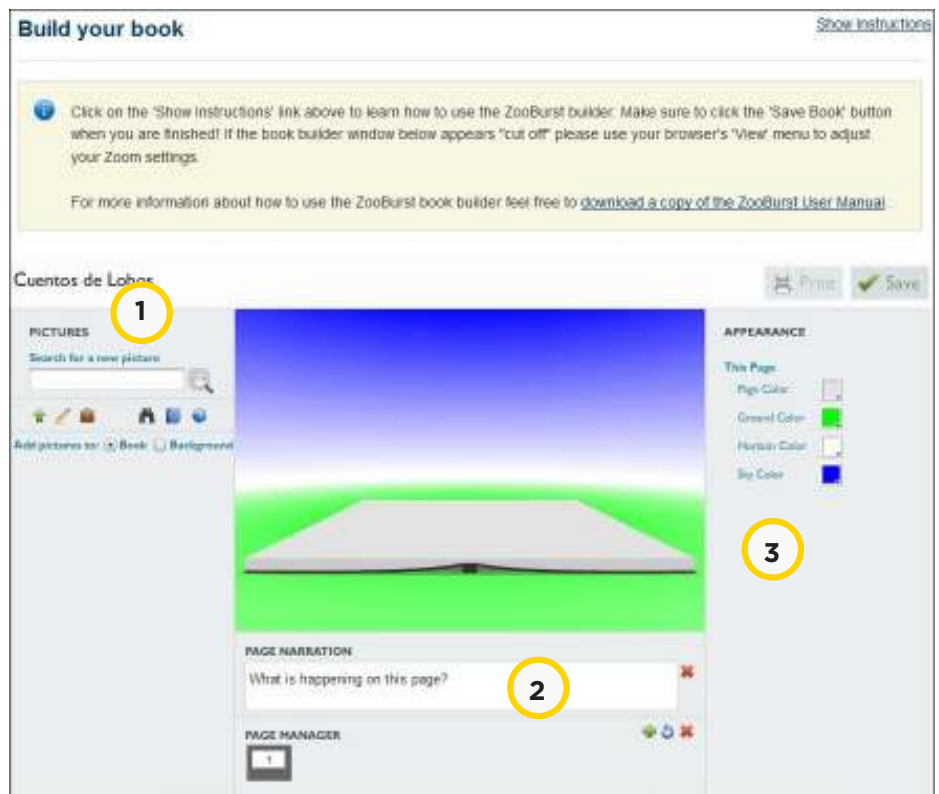 Build your book
Show Instructions
Click on the 'Show Instructions' link above to learn how to use the ZooBurst builder. Make sure to click the 'Save Book' button
when you are finished! If the book builder window below appears "cut off" please use your browser's 'View' menu to adjust
your Zoom settings.
For more information about how to use the ZooBurst book builder feel free to download a copy of the ZooBurst User Manual
Cuentos de Lobos
Print
Save
1
PICTURES
Search for a new picture
Add pictures to: Book Background
APPEARANCE
This Page
Page Color
Ground Color
Horizon Color
Sky Color
3
PAGE NARRATION
What is happening on this page?
2
PAGE MANAGER
1